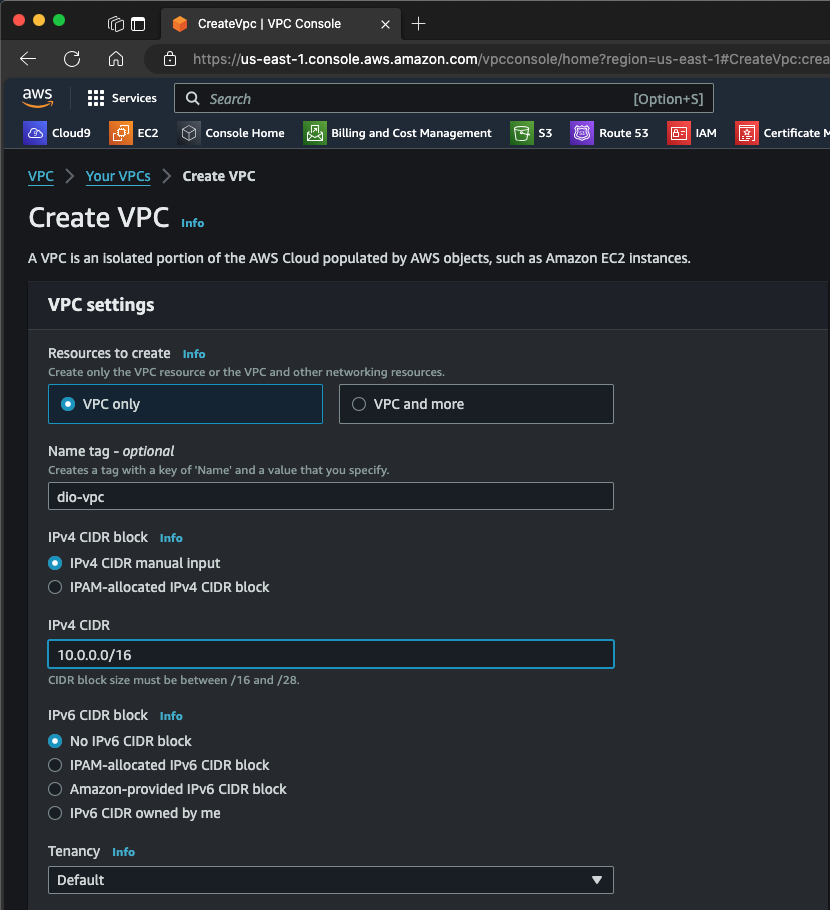 CreateVpc | VPC Console
https://us-east-1.console.aws.amazon.com/vpcconsole/home?region=us-east-1#CreateVpc:crea
aws Services Search [Option+S]
Cloud9 EC2 Console Home Billing and Cost Management S3 Route 53 IAM Certificate M
VPC > Your VPCs > Create VPC
Create VPC Info
A VPC is an isolated portion of the AWS Cloud populated by AWS objects, such as Amazon EC2 instances.
VPC settings
Resources to create Info
Create only the VPC resource or the VPC and other networking resources.
VPC only VPC and more
Name tag - optional
Creates a tag with a key of 'Name' and a value that you specify.
dio-vpc
IPv4 CIDR block Info
IPv4 CIDR manual input
IPAM-allocated IPv4 CIDR block
IPv4 CIDR
10.0.0.0/16
CIDR block size must be between /16 and /28.
IPv6 CIDR block Info
No IPv6 CIDR block
IPAM-allocated IPv6 CIDR block
Amazon-provided IPv6 CIDR block
IPv6 CIDR owned by me
Tenancy Info
Default